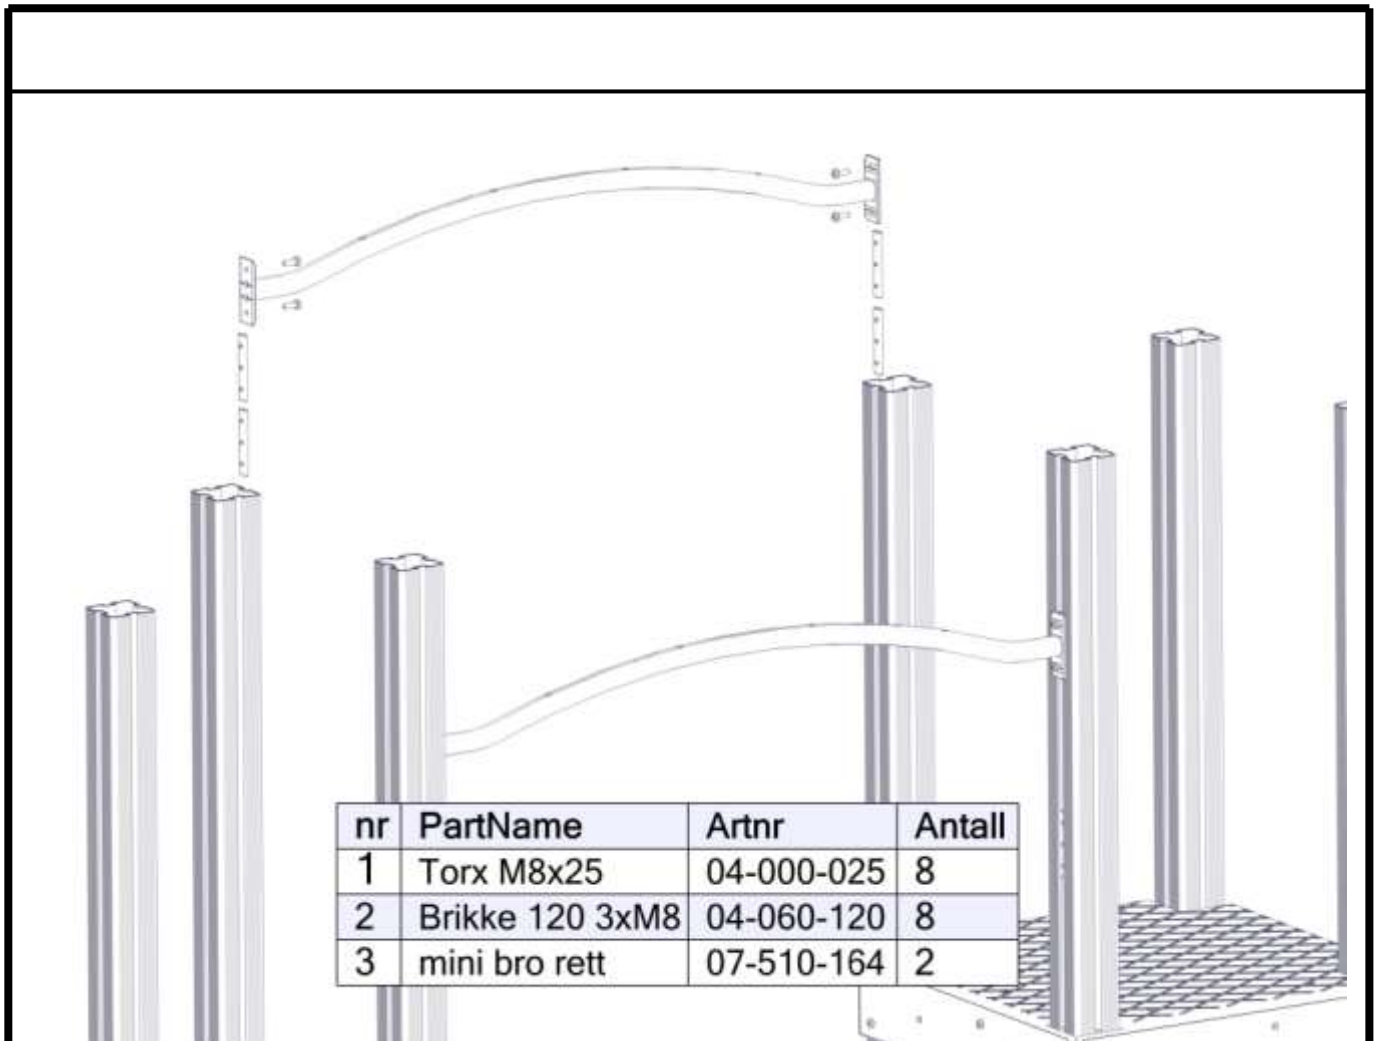 nr PartName Artnr Antall
1 Torx M8x25 04-000-025 8
2 Brikke 120 3xM8 04-060-120 8
3 mini bro rett 07-510-164 2